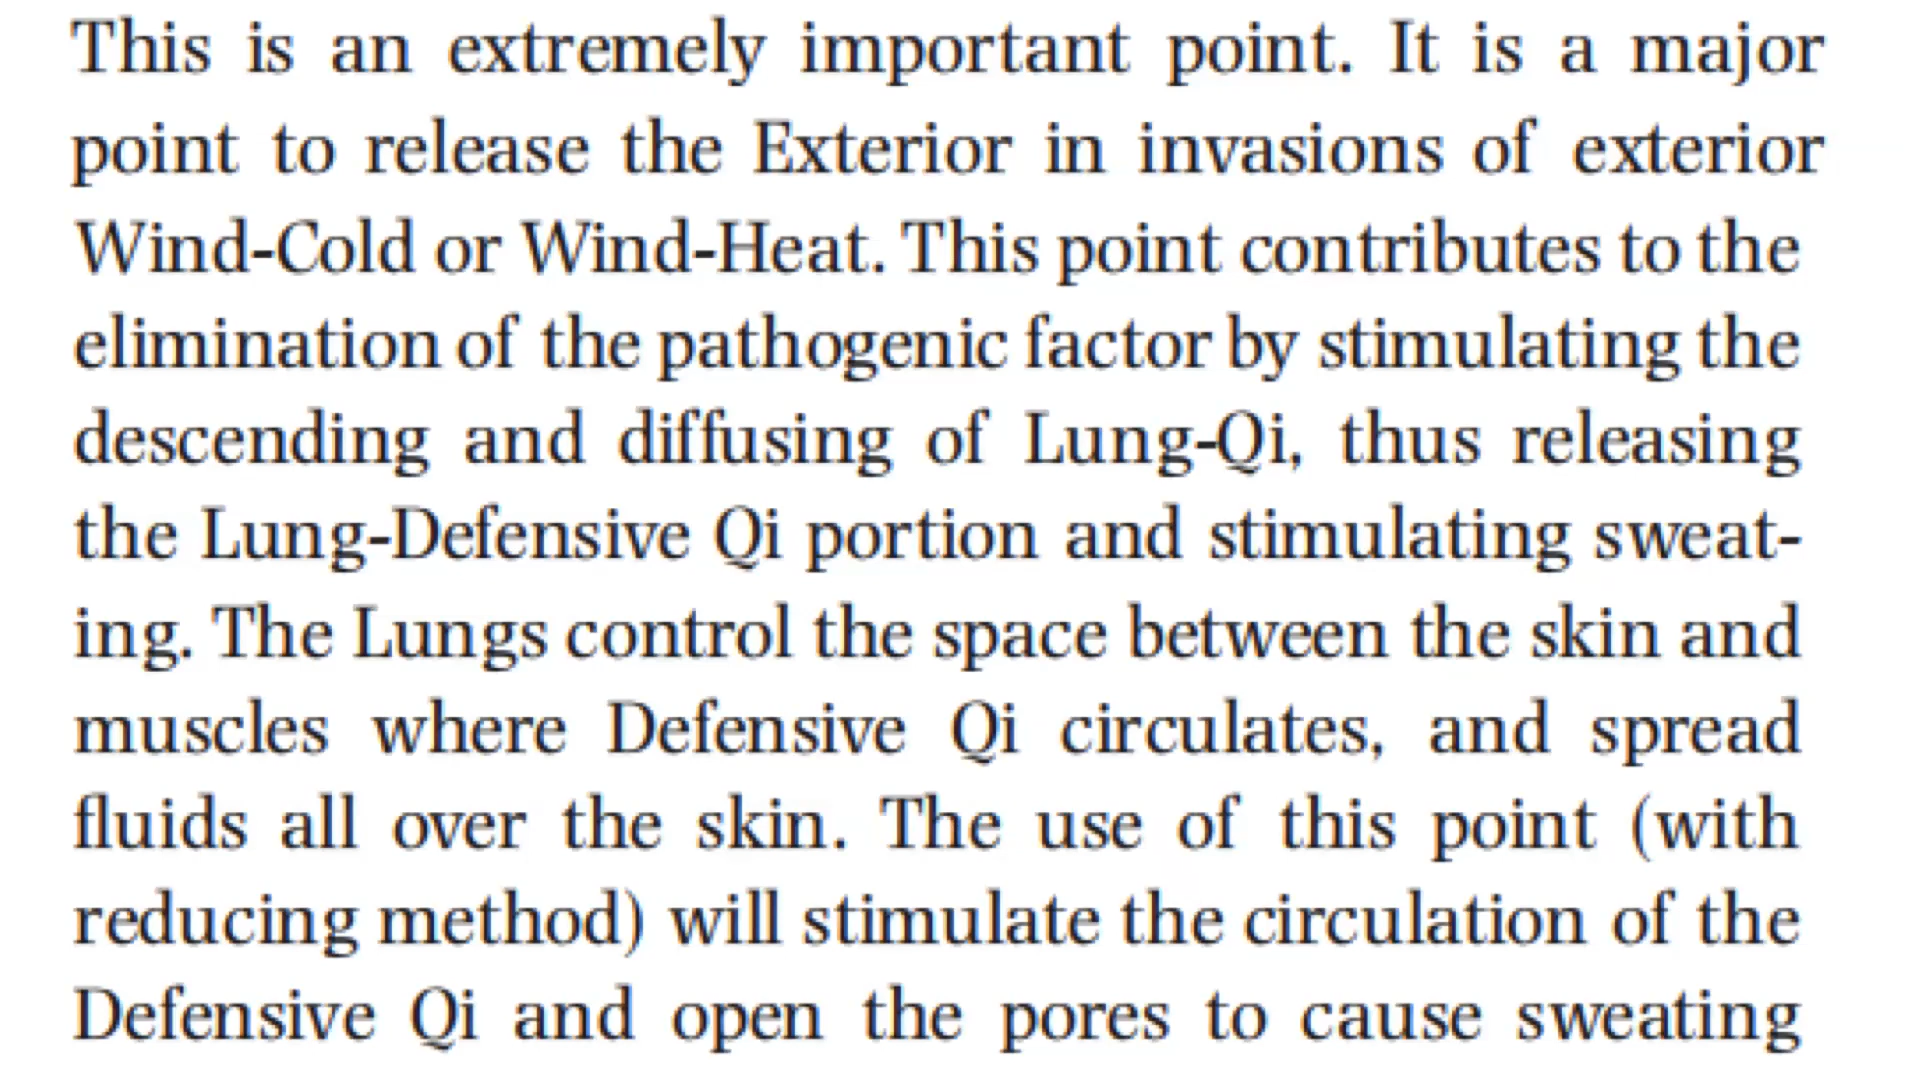 This is an extremely important point. It is a major
point to release the Exterior in invasions of exterior
Wind-Cold or Wind-Heat. This point contributes to the
elimination of the pathogenic factor by stimulating the
descending and diffusing of Lung-Qi, thus releasing
the Lung-Defensive Qi portion and stimulating sweat-
ing. The Lungs control the space between the skin and
muscles where Defensive Qi circulates, and spread
fluids all over the skin. The use of this point (with
reducing method) will stimulate the circulation of the
Defensive Qi and open the pores to cause sweating